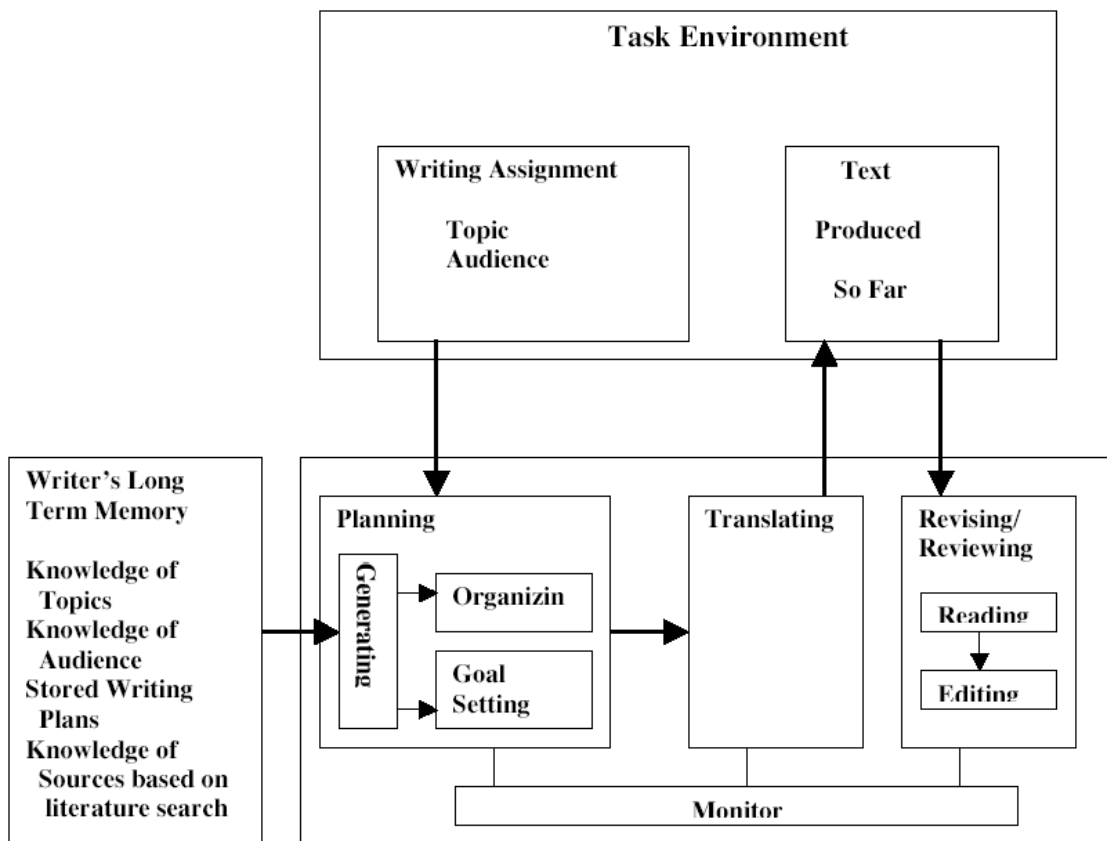 Task Environment
Writing Assignment
Topic
Audience
Text
Produced
So Far
Writer's Long
Term Memory
Knowledge of
Topics
Knowledge of
Audience
Stored Writing
Plans
Knowledge of
Sources based on
literature search
Planning
Generating
Organizin
Goal
Setting
Translating
Revising/
Reviewing
Reading
Editing
Monitor